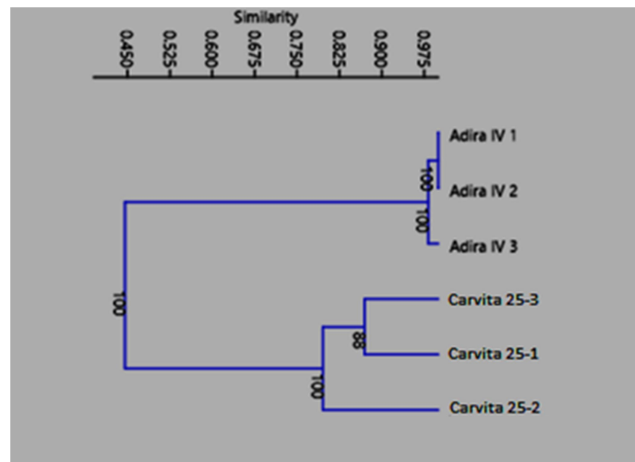 Similarity
0.450 0.525 0.600 0.675 0.750 0.825 0.900 0.975
Adira IV 1
100
Adira IV 2
100
Adira IV 3
Carvita 25-3
100
88
Carvita 25-1
100
Carvita 25-2